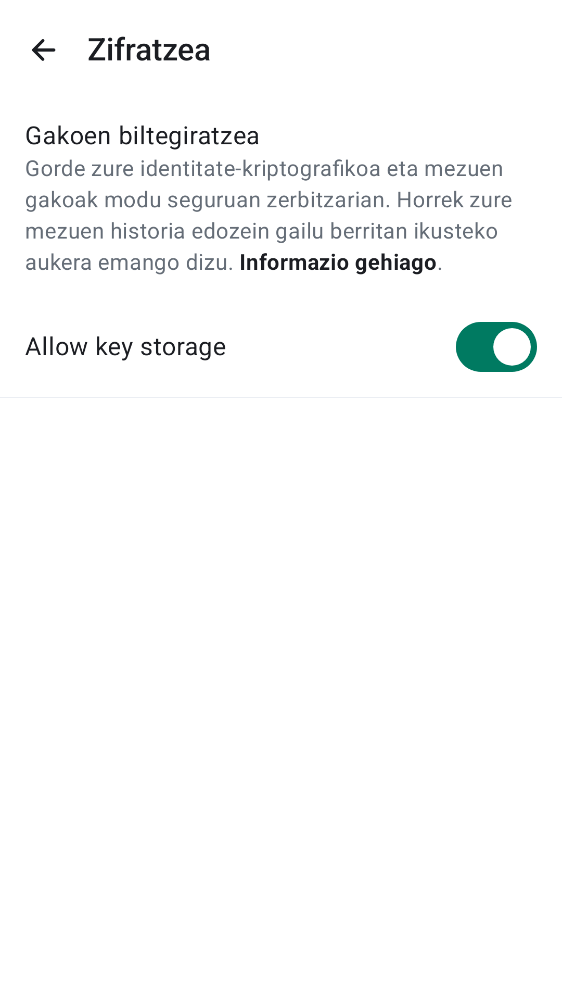 Zifratzea
Gakoen biltegiratzea
Gorde zure identitate-kriptografikoa eta mezuen
gakoak modu seguruan zerbitzarian. Horrek zure
mezuen historia edozein gailu berritan ikusteko
aukera emango dizu. Informazio gehiago.
Allow key storage